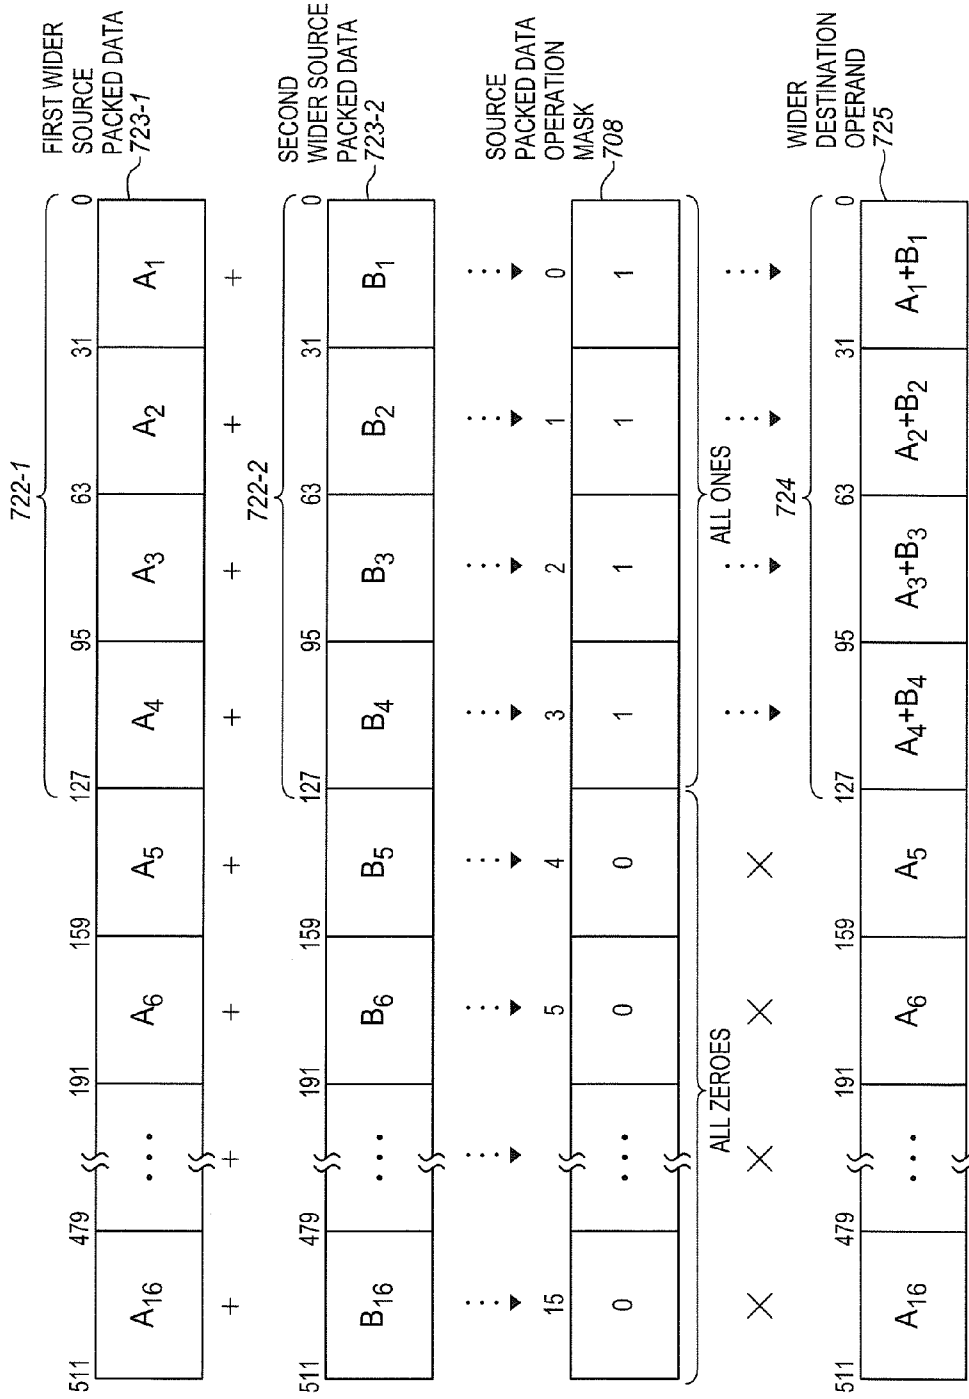 722-1
511 479 191 159 127 95 63 31 0
FIRST WIDER
SOURCE
PACKED DATA
723-1
A16 ... A6 A5 A4 A3 A2 A1
+ + + + + + + +
722-2
511 479 191 159 127 95 63 31 0
SECOND
WIDER SOURCE
PACKED DATA
723-2
B16 ... B6 B5 B4 B3 B2 B1
15 5 4 3 2 1 0
SOURCE
PACKED DATA
OPERATION
MASK
708
0 ... 0 0 1 1 1 1
ALL ZEROES
ALL ONES
724
511 479 191 159 127 95 63 31 0
WIDER
DESTINATION
OPERAND
725
A16 ... A6 A5 A4+B4 A3+B3 A2+B2 A1+B1